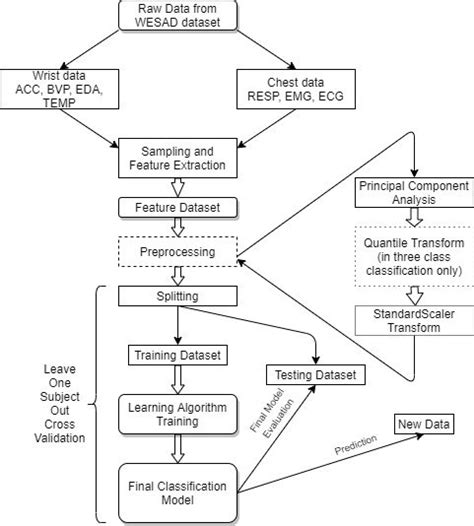 Raw Data from
WESAD dataset
Wrist data
ACC, BVP, EDA,
TEMP
Chest data
RESP, EMG, ECG
Sampling and
Feature Extraction
Feature Dataset
Preprocessing
Principal Component
Analysis
Quantile Transform
(in three class
classification only)
StandardScaler
Transform
Splitting
Training Dataset
Testing Dataset
Leave
One
Subject
Out
Cross
Validation
Learning Algorithm
Training
Final Model
Evaluation
New Data
Prediction
Final Classification
Model